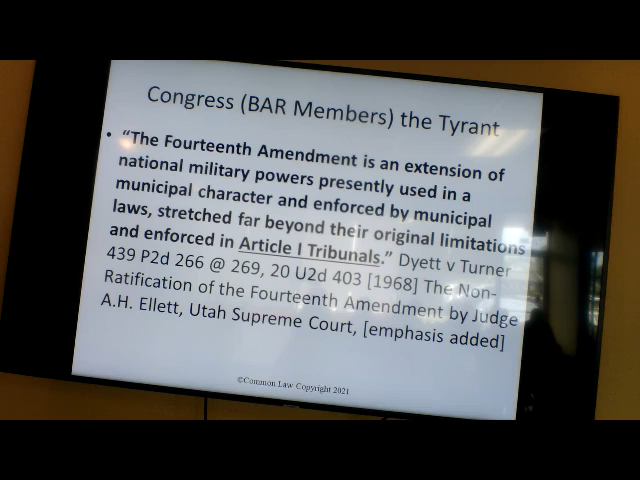 Congress (BAR Members) the Tyrant
• “The Fourteenth Amendment is an extension of
national military powers presently used in a
municipal character and enforced by municipal
laws, stretched far beyond their original limitations
and enforced in Article I Tribunals.” Dyett v Turner
439 P2d 266 @ 269, 20 U2d 403 [1968] The Non-
Ratification of the Fourteenth Amendment by Judge
A.H. Ellett, Utah Supreme Court, [emphasis added]
©Common Law Copyright 2021